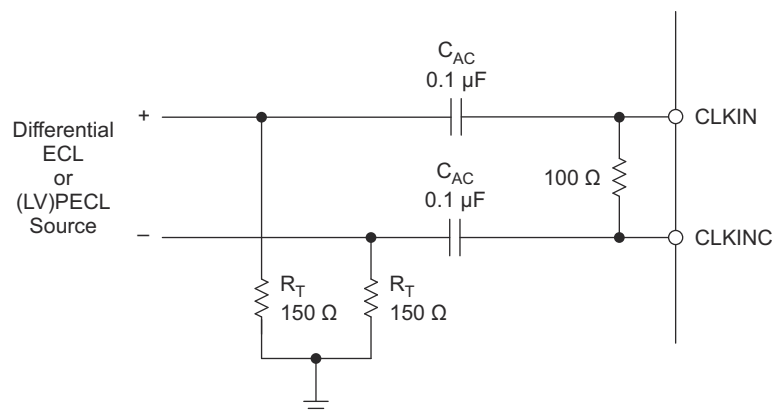 C_AC
0.1 µF
+
CLKIN
Differential
ECL
or
(LV)PECL
Source
C_AC
0.1 µF
100 Ω
–
CLKINC
R_T
150 Ω
R_T
150 Ω